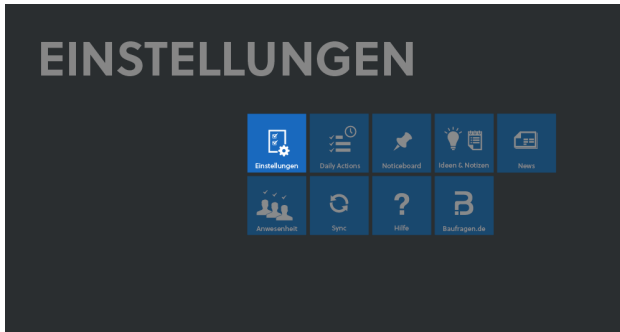 EINSTELLUNGEN
Einstellungen Daily Actions Noticeboard Ideen & Notizen News
Anwesenheit Sync Hilfe Baufragen.de